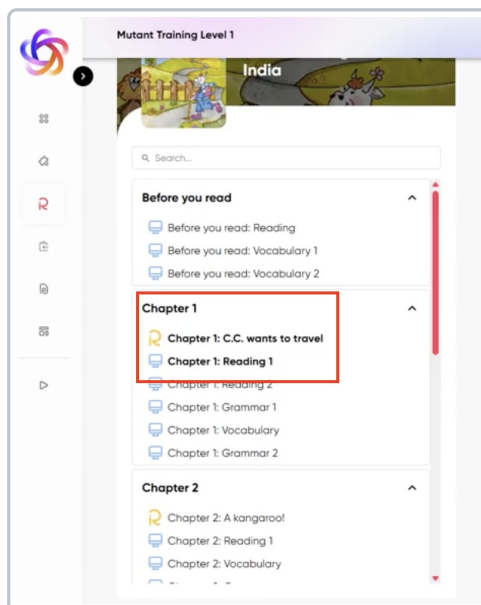 Mutant Training Level 1
India
Search...
Before you read
Before you read: Reading
Before you read: Vocabulary 1
Before you read: Vocabulary 2
Chapter 1
Chapter 1: C.C. wants to travel
Chapter 1: Reading 1
Chapter 1: Reading 2
Chapter 1: Grammar 1
Chapter 1: Vocabulary
Chapter 1: Grammar 2
Chapter 2
Chapter 2: A kangaroo!
Chapter 2: Reading 1
Chapter 2: Vocabulary